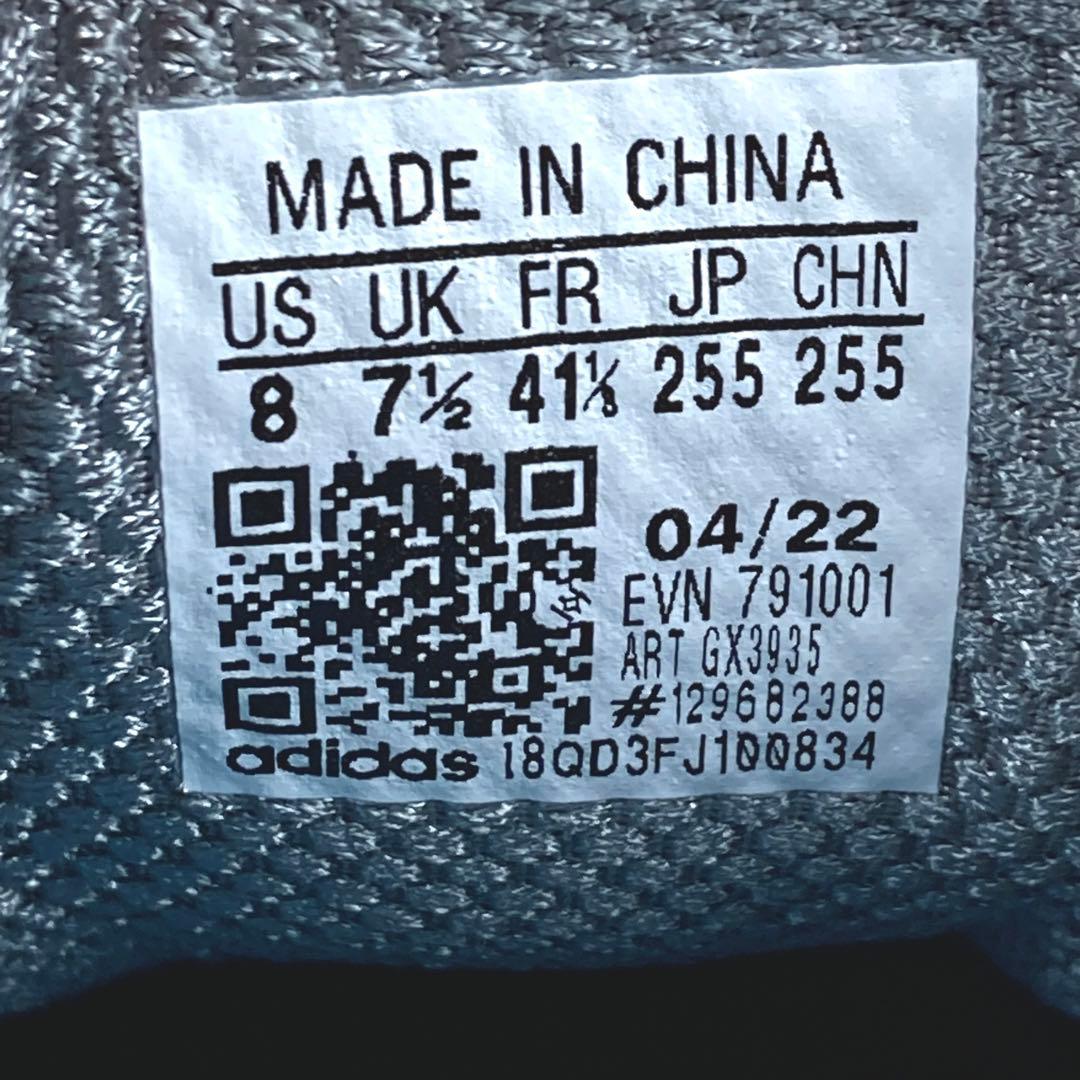 MADE IN CHINA
US UK FR JP CHN
8 7½ 41⅓ 255 255
04/22
EVN 791001
ART GX3935
#129682388
adidas 18QD3FJ100834